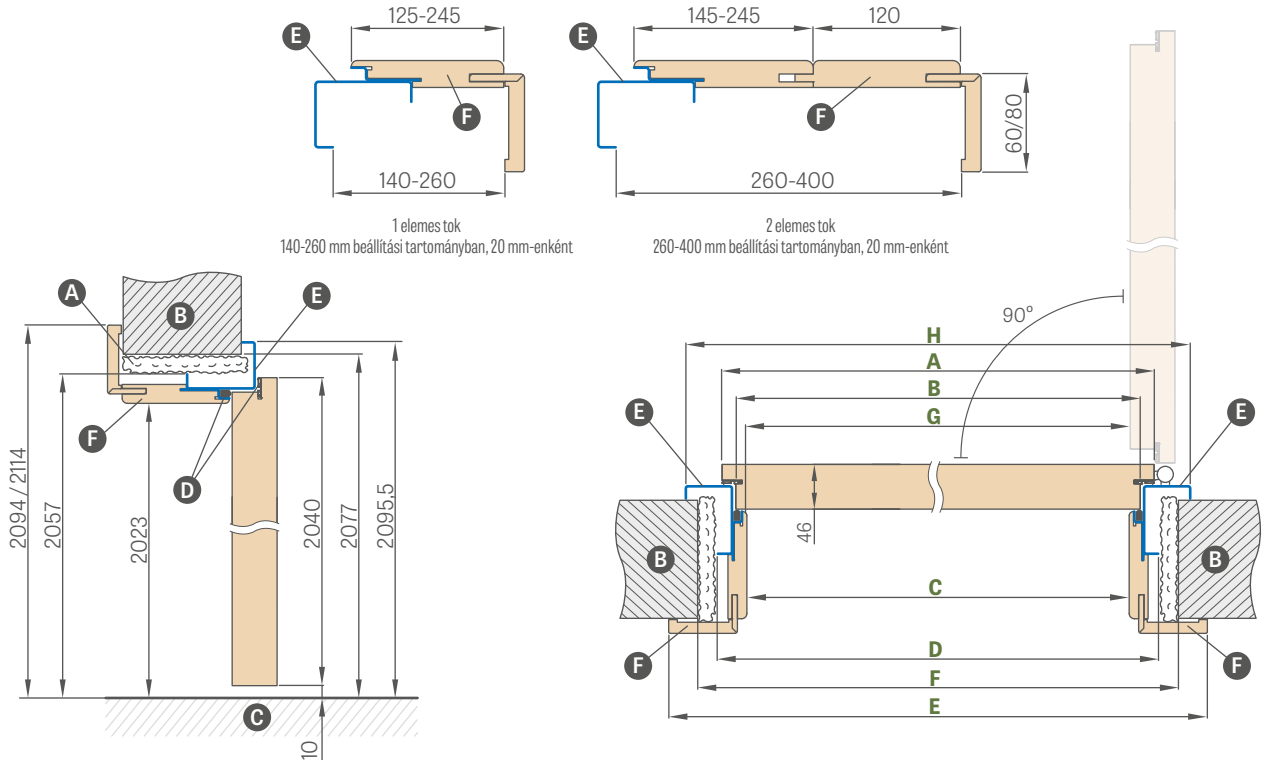 125-245
145-245
120
E
E
F
F
60/80
140-260
260-400
1 elemes tok
140-260 mm beállítási tartományban, 20 mm-enként
2 elemes tok
260-400 mm beállítási tartományban, 20 mm-enként
A
B
E
F
D
2094 / 2114
2057
2023
2040
2077
2095,5
C
10
90°
H
A
B
G
E
E
46
B
B
C
D
F
F
F
E